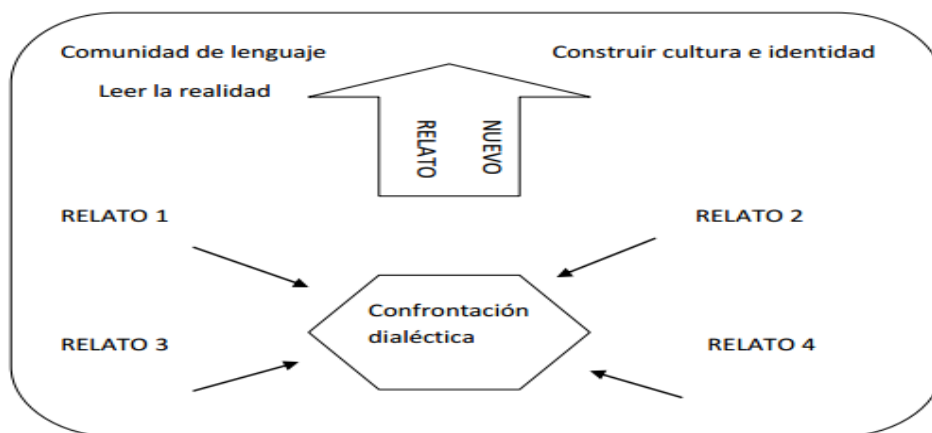 Comunidad de lenguaje
Construir cultura e identidad
Leer la realidad
NUEVO
RELATO
RELATO 1
RELATO 2
Confrontación
dialéctica
RELATO 3
RELATO 4